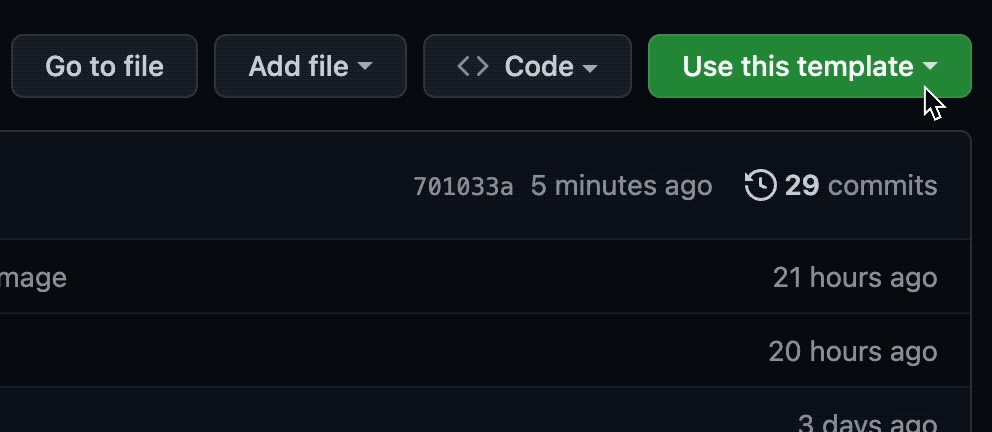 Go to file Add file <> Code Use this template
701033a 5 minutes ago 29 commits
mage 21 hours ago
20 hours ago
3 days ago